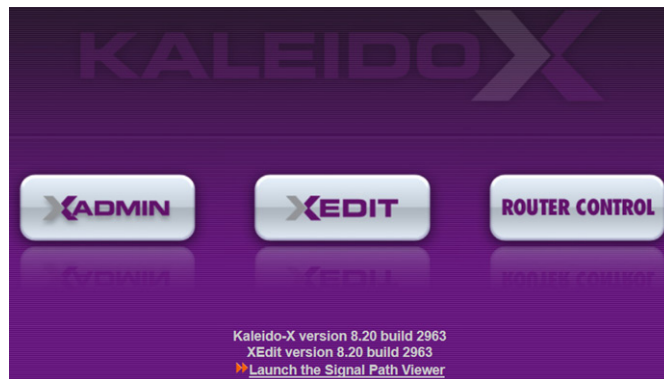 KALEIDO X
XADMIN
XEDIT
ROUTER CONTROL
Kaleido-X version 8.20 build 2963
XEdit version 8.20 build 2963
Launch the Signal Path Viewer